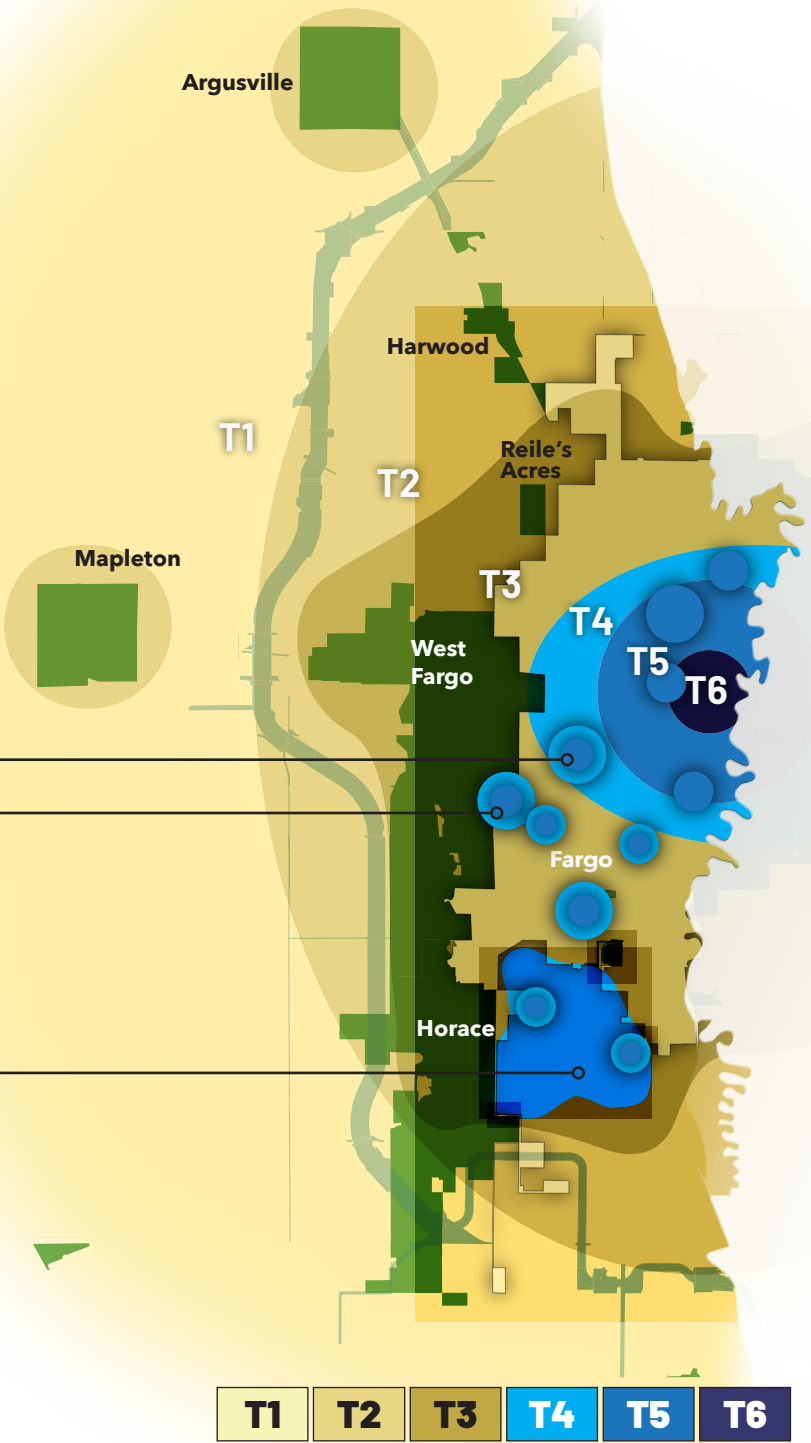 Argusville
Harwood
T1
Reile's
Acres
T2
Mapleton
T3
T4
West
Fargo
T5
T6
Fargo
Horace
T1
T2
T3
T4
T5
T6